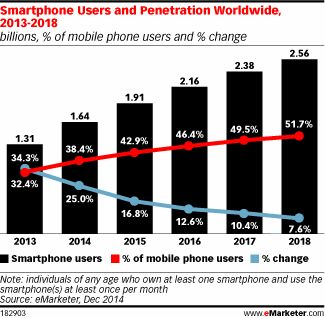 Smartphone Users and Penetration Worldwide,
2013-2018
billions, % of mobile phone users and % change
2.56
2.38
2.16
1.91
1.64
1.31
51.7%
49.5%
46.4%
42.9%
38.4%
34.3%
32.4%
25.0%
16.8%
12.6%
10.4%
7.6%
2013 2014 2015 2016 2017 2018
Smartphone users % of mobile phone users % change
Note: individuals of any age who own at least one smartphone and use the
smartphone(s) at least once per month
Source: eMarketer, Dec 2014
182903 www.eMarketer.com